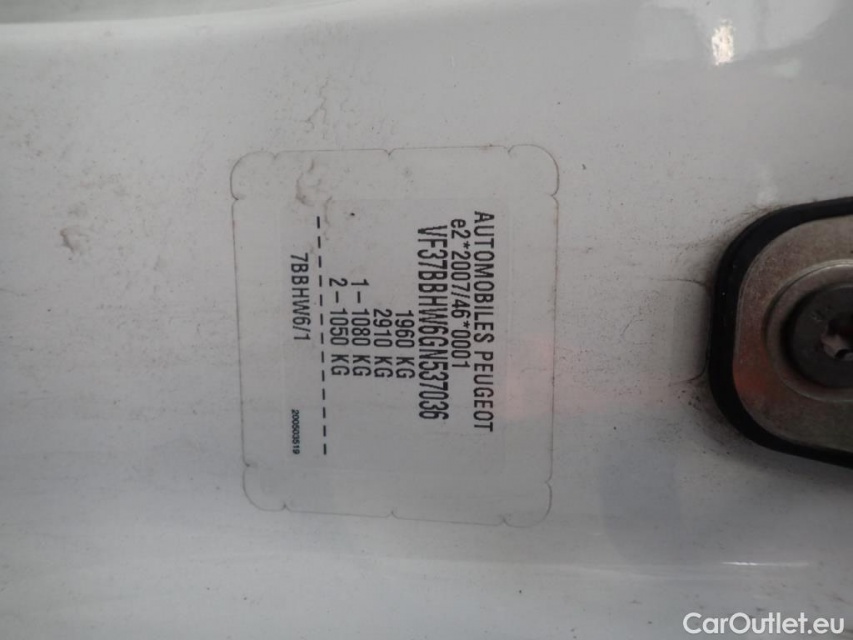 AUTOMOBILES PEUGEOT
e2*2007/46*0001
VF37BBHW6GN537036
1960 KG
2910 KG
1- 1080 KG
2- 1050 KG
7BBHW6/1
200503519
CarOutlet.eu